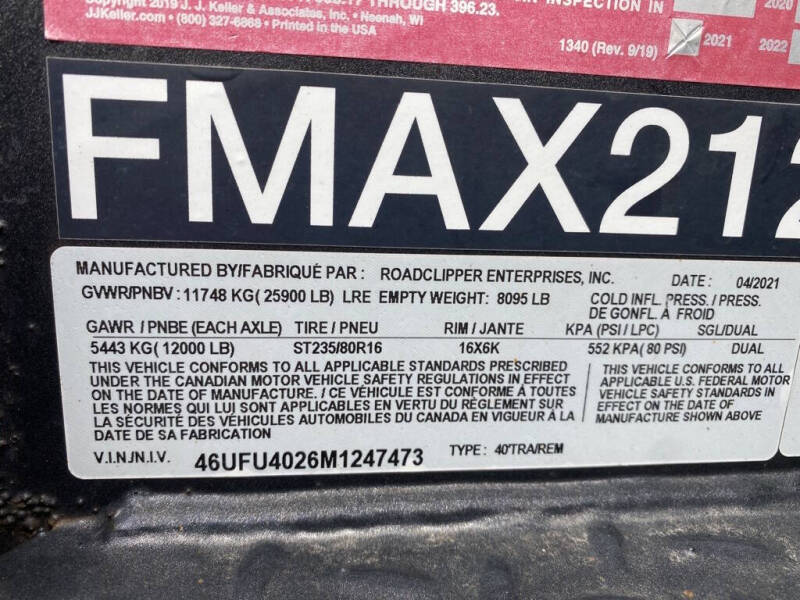 THROUGH 396.23.
Copyright 2019 J. J. Keller & Associates, Inc. • Neenah, WI
JJKeller.com • (800) 327-6868 • Printed in the USA
INSPECTION IN
2020
1340 (Rev. 9/19)
2021
2022
FMAX212
MANUFACTURED BY/FABRIQUÉ PAR : ROADCLIPPER ENTERPRISES, INC. DATE : 04/2021
GVWR/PNBV : 11748 KG( 25900 LB) LRE EMPTY WEIGHT: 8095 LB COLD INFL. PRESS./ PRESS.
DE GONFL. À FROID
GAWR / PNBE (EACH AXLE) TIRE / PNEU RIM / JANTE KPA (PSI / LPC) SGL/DUAL
5443 KG( 12000 LB) ST235/80R16 16X6K 552 KPA( 80 PSI) DUAL
THIS VEHICLE CONFORMS TO ALL APPLICABLE STANDARDS PRESCRIBED
UNDER THE CANADIAN MOTOR VEHICLE SAFETY REGULATIONS IN EFFECT
ON THE DATE OF MANUFACTURE. / CE VÉHICULE EST CONFORME À TOUTES
LES NORMES QUI LUI SONT APPLICABLES EN VERTU DU RÈGLEMENT SUR
LA SÉCURITÉ DES VÉHICULES AUTOMOBILES DU CANADA EN VIGUEUR À LA
DATE DE SA FABRICATION
THIS VEHICLE CONFORMS TO ALL
APPLICABLE U.S. FEDERAL MOTOR
VEHICLE SAFETY STANDARDS IN
EFFECT ON THE DATE OF
MANUFACTURE SHOWN ABOVE
V.I.N./N.I.V. 46UFU4026M1247473 TYPE : 40'TRA/REM